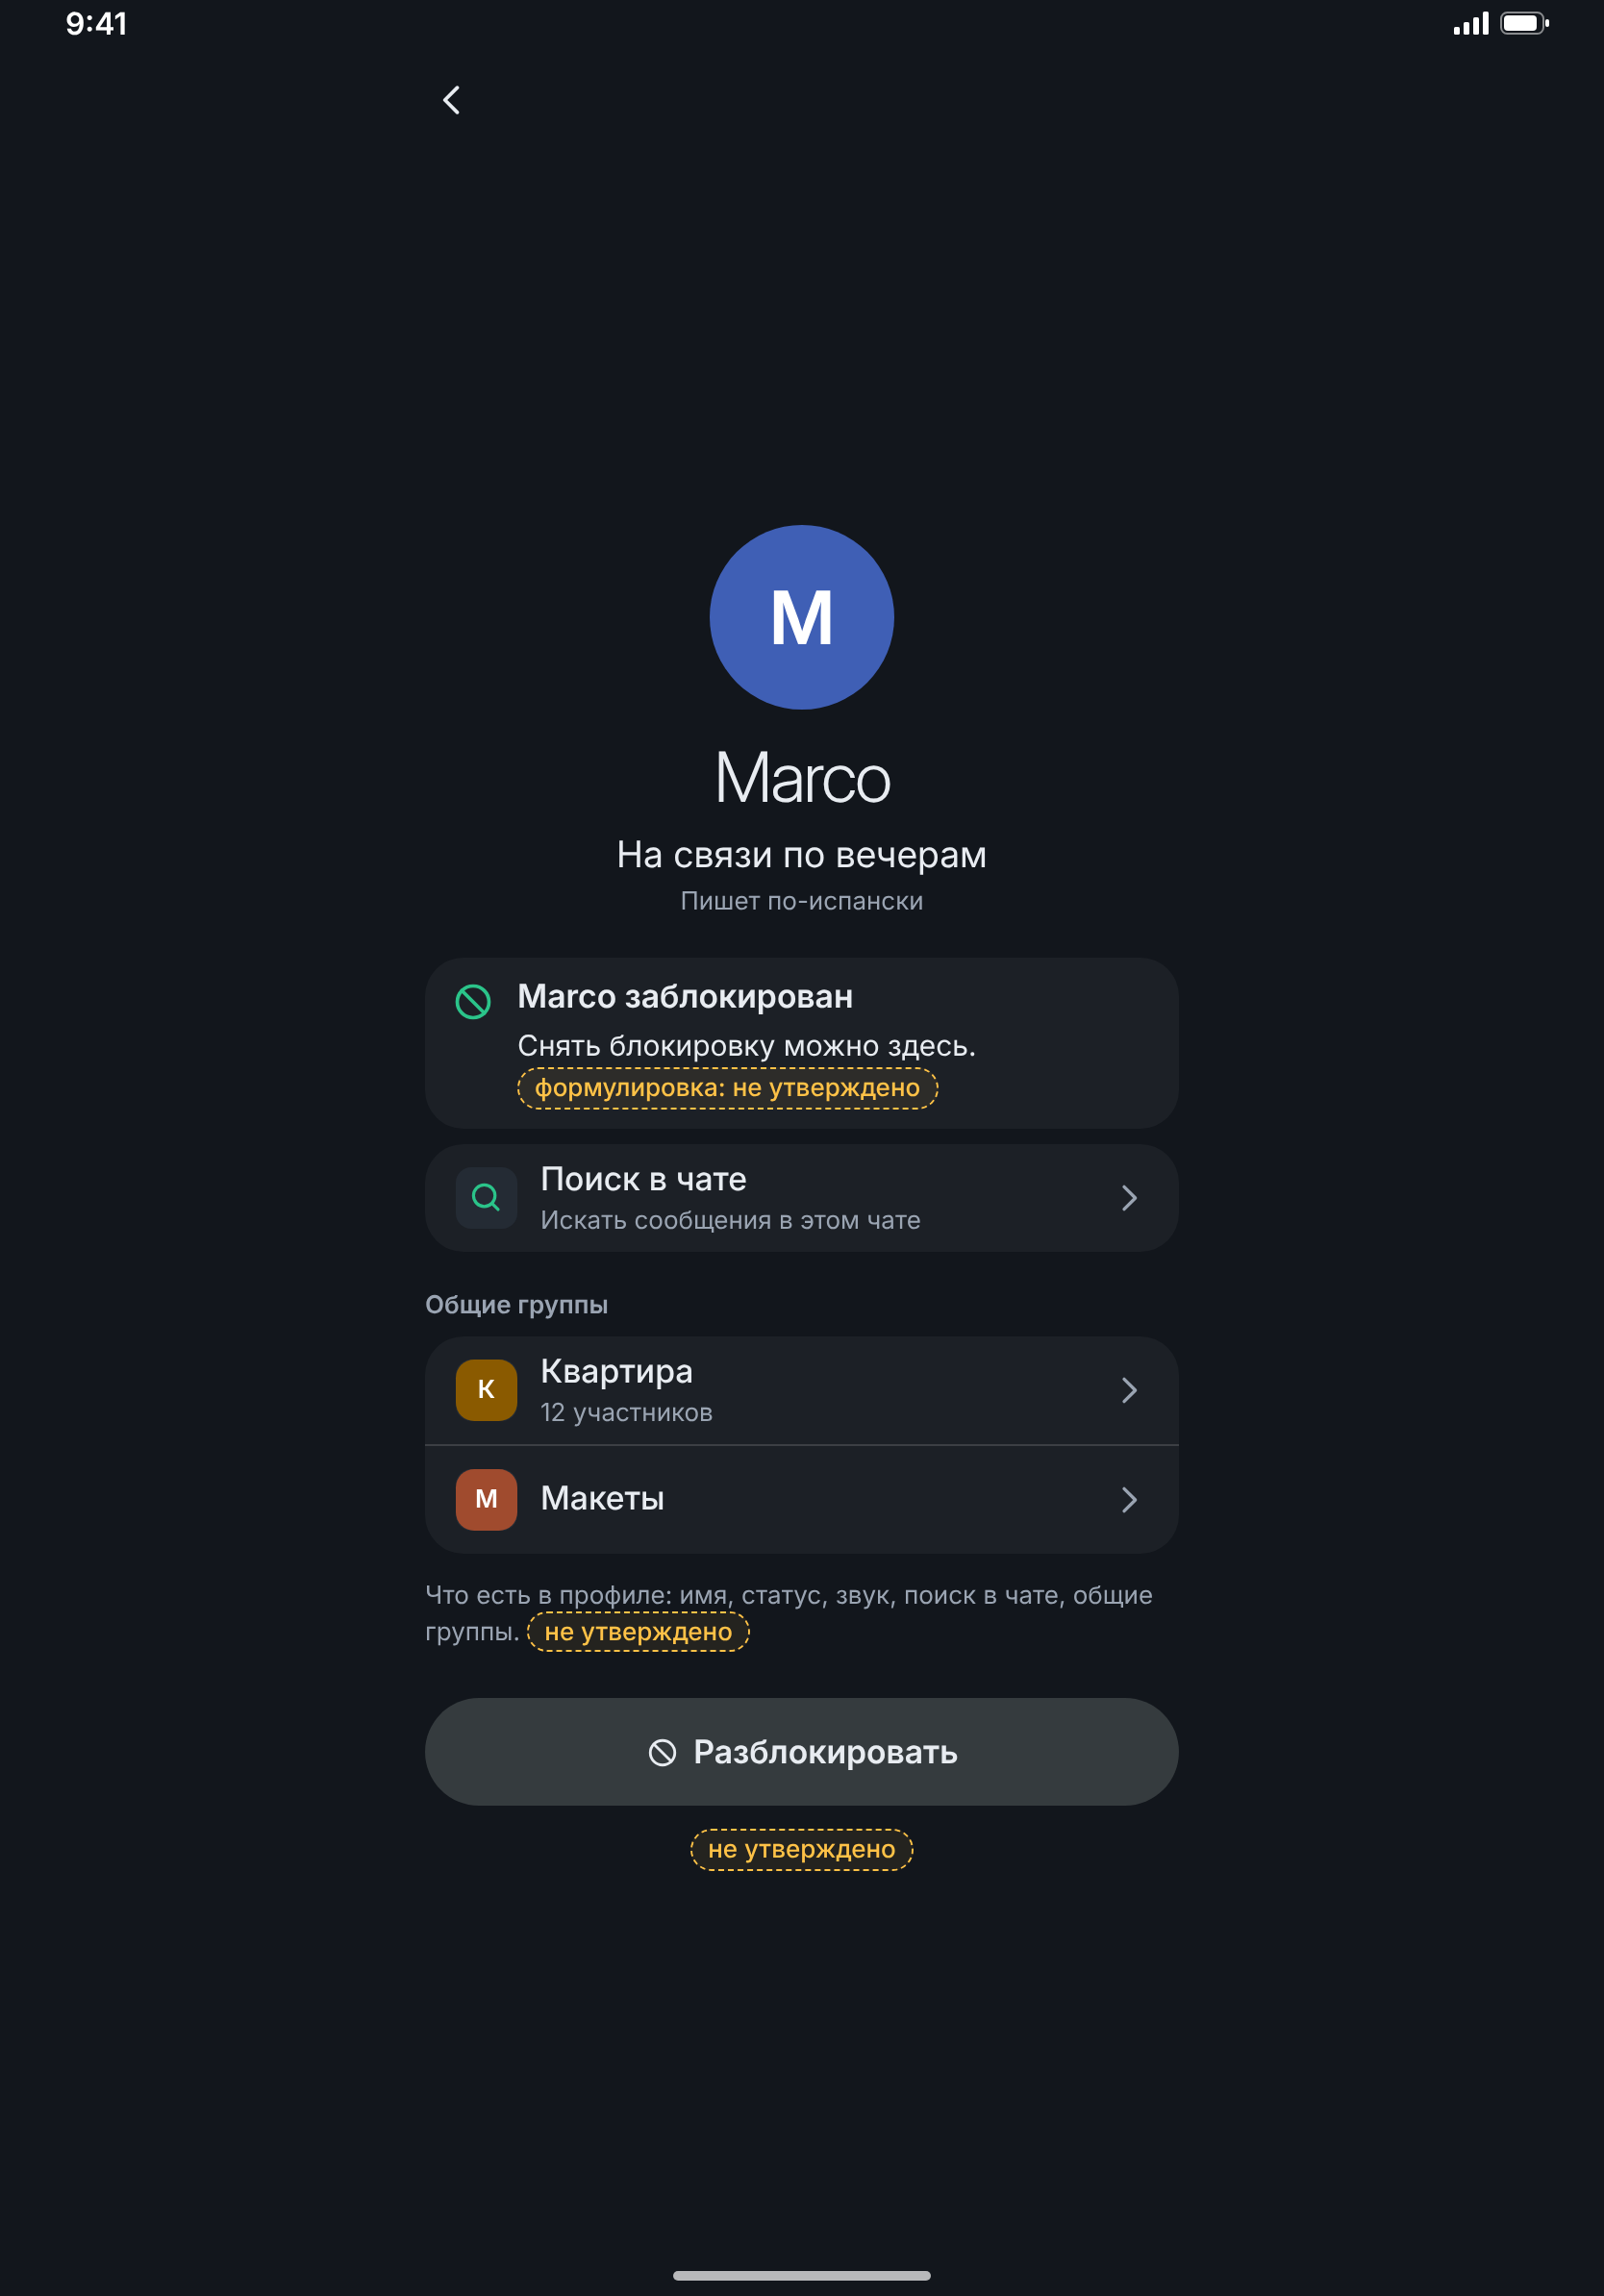 9:41
M
Marco
На связи по вечерам
Пишет по-испански
Marco заблокирован
Снять блокировку можно здесь.
формулировка: не утверждено
Поиск в чате
Искать сообщения в этом чате
Общие группы
К
Квартира
12 участников
М
Макеты
Что есть в профиле: имя, статус, звук, поиск в чате, общие
группы. не утверждено
Разблокировать
не утверждено